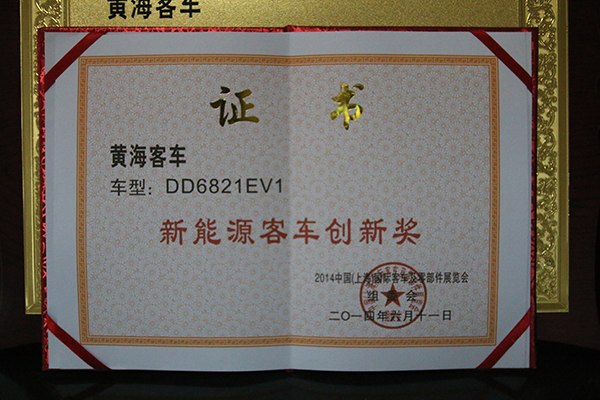 黄海客车
证书
黄海客车
车型：DD6821EV1
新能源客车创新奖
2014中国(上海)国际客车及零部件展览会
组委会
二〇一四年六月十一日